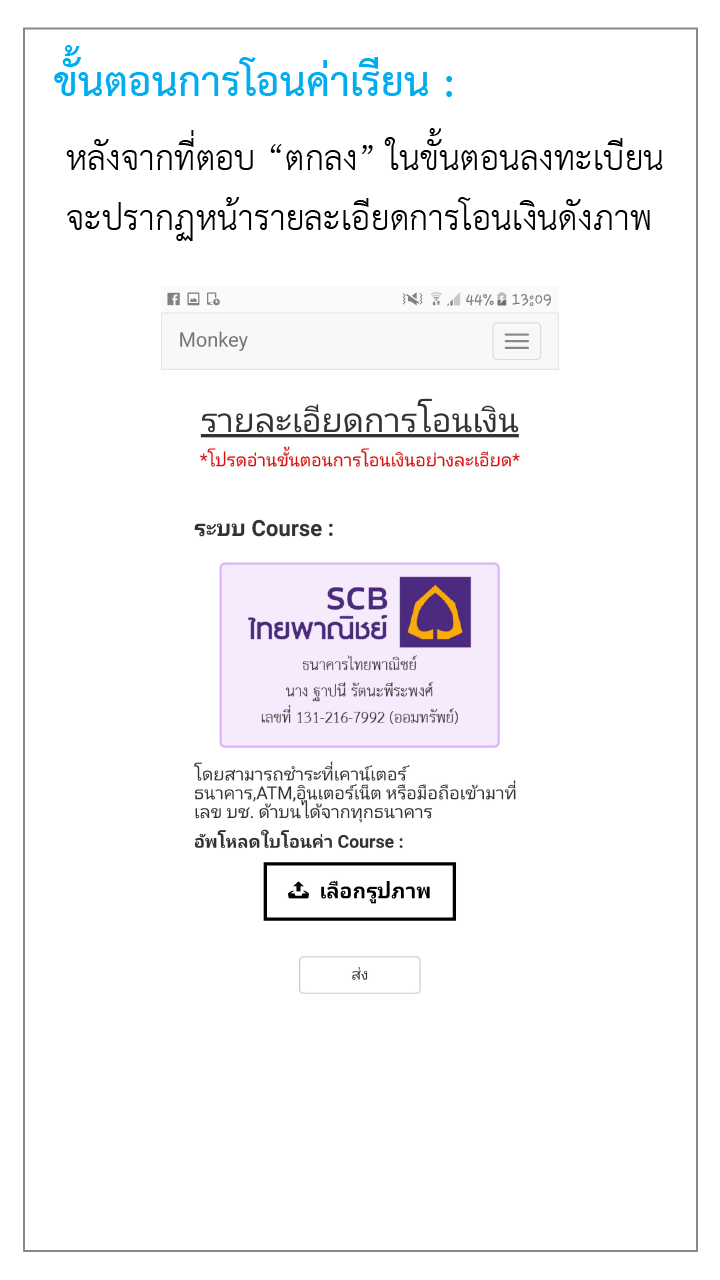 ขั้นตอนการโอนค่าเรียน :
หลังจากที่ตอบ “ตกลง” ในขั้นตอนลงทะเบียน
จะปรากฏหน้ารายละเอียดการโอนเงินดังภาพ
44% 13:09
Monkey
รายละเอียดการโอนเงิน
*โปรดอ่านขั้นตอนการโอนเงินอย่างละเอียด*
ระบบ Course :
SCB
ไทยพาณิชย์
ธนาคารไทยพาณิชย์
นาง ฐาปนี รัตนะพีระพงศ์
เลขที่ 131-216-7992 (ออมทรัพย์)
โดยสามารถชำระที่เคาน์เตอร์
ธนาคาร,ATM,อินเตอร์เน็ต หรือมือถือเข้ามาที่
เลข บช. ด้าบนได้จากทุกธนาคาร
อัพโหลดใบโอนค่า Course :
เลือกรูปภาพ
ส่ง